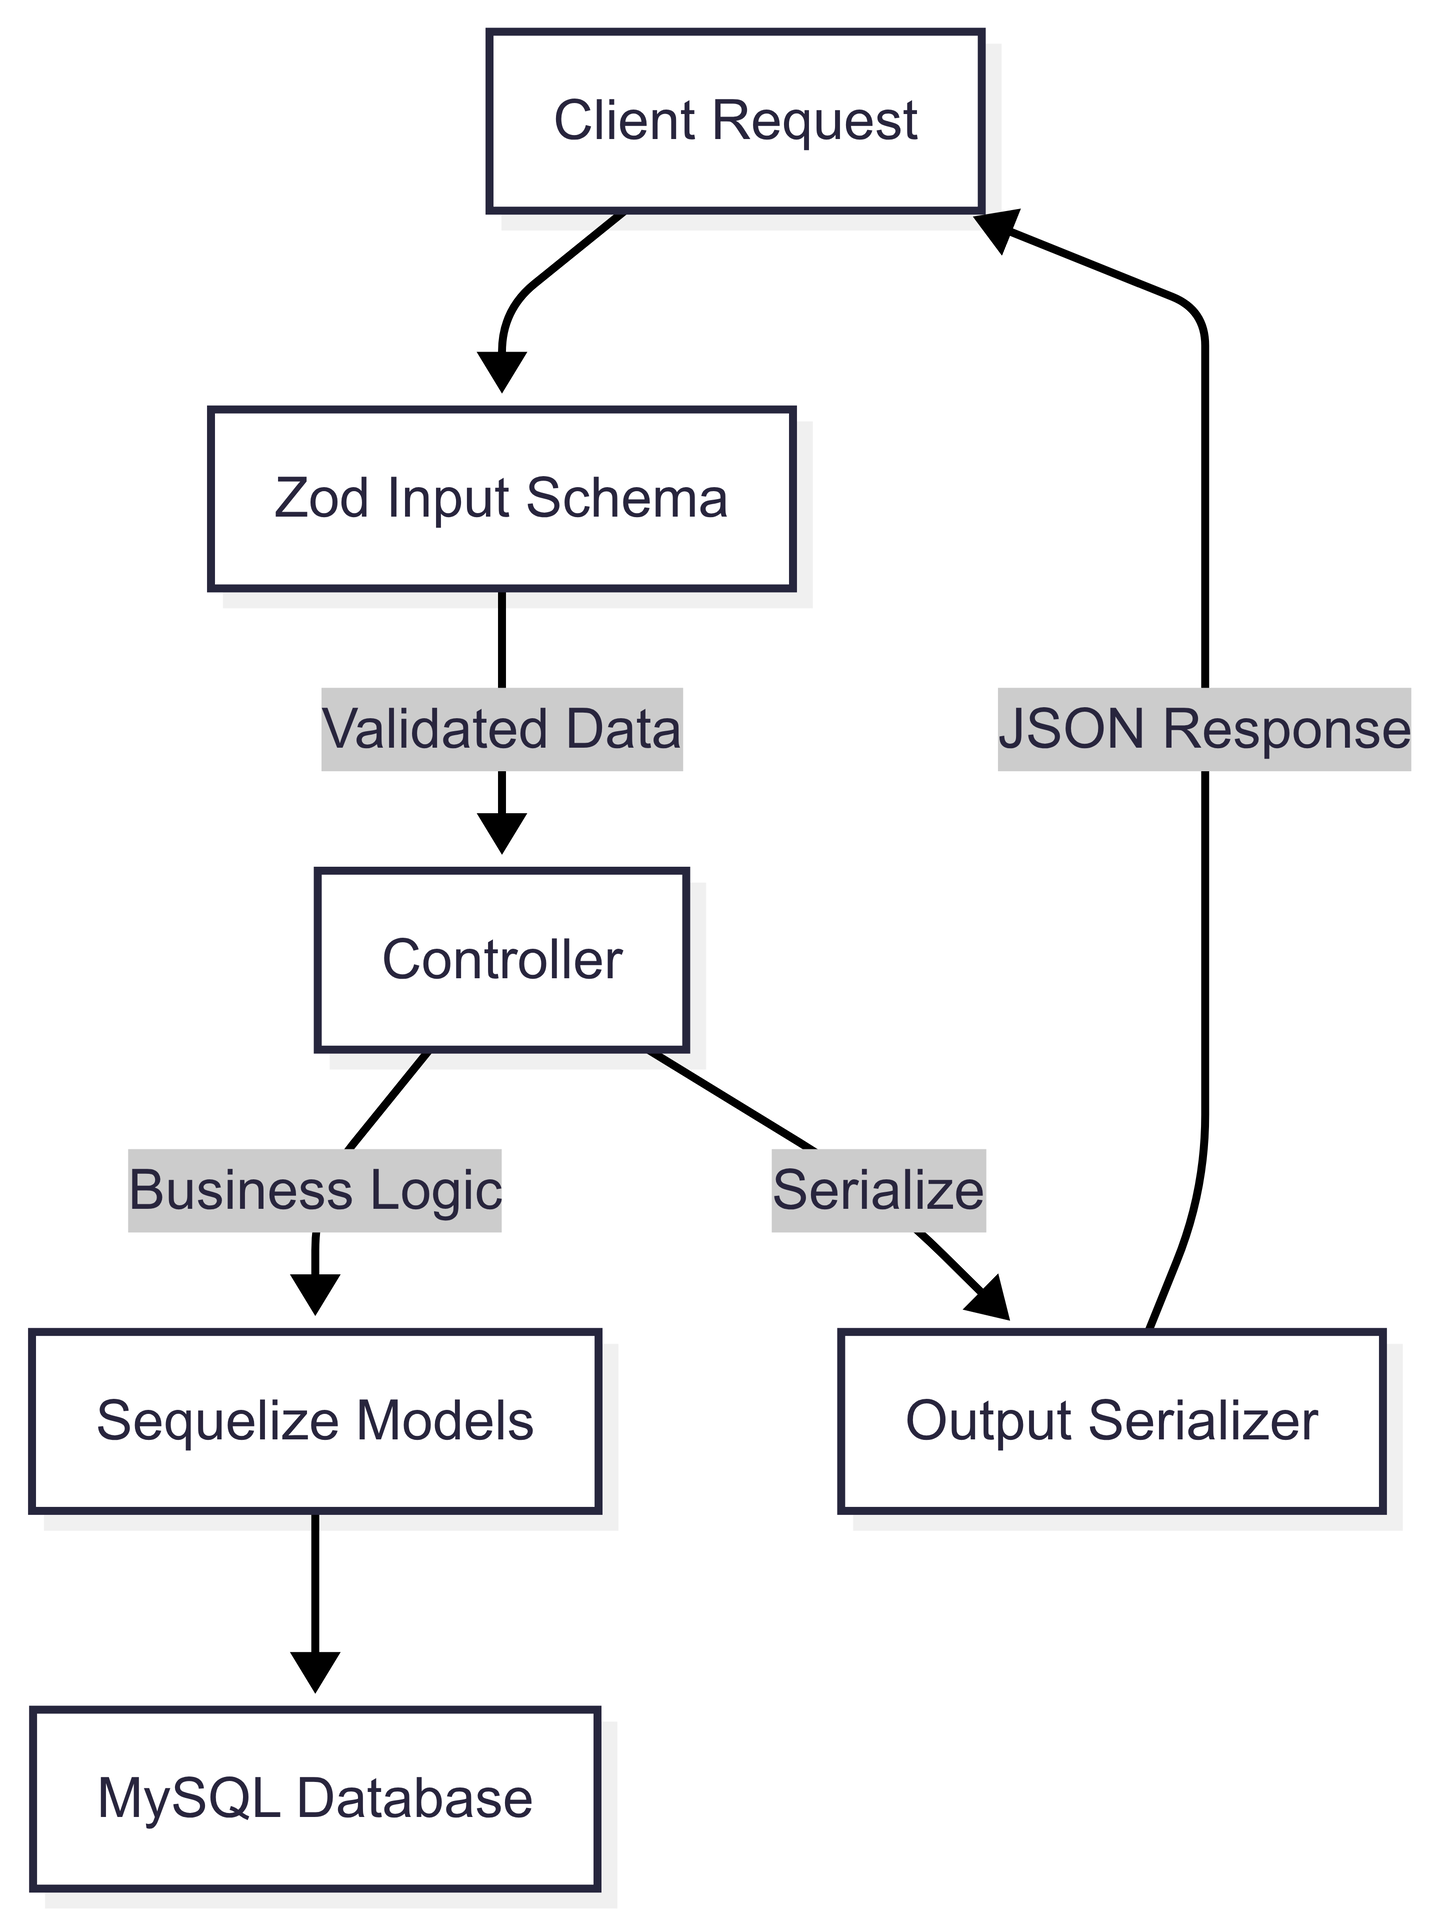 Client Request
Zod Input Schema
Validated Data
JSON Response
Controller
Business Logic
Serialize
Sequelize Models
Output Serializer
MySQL Database